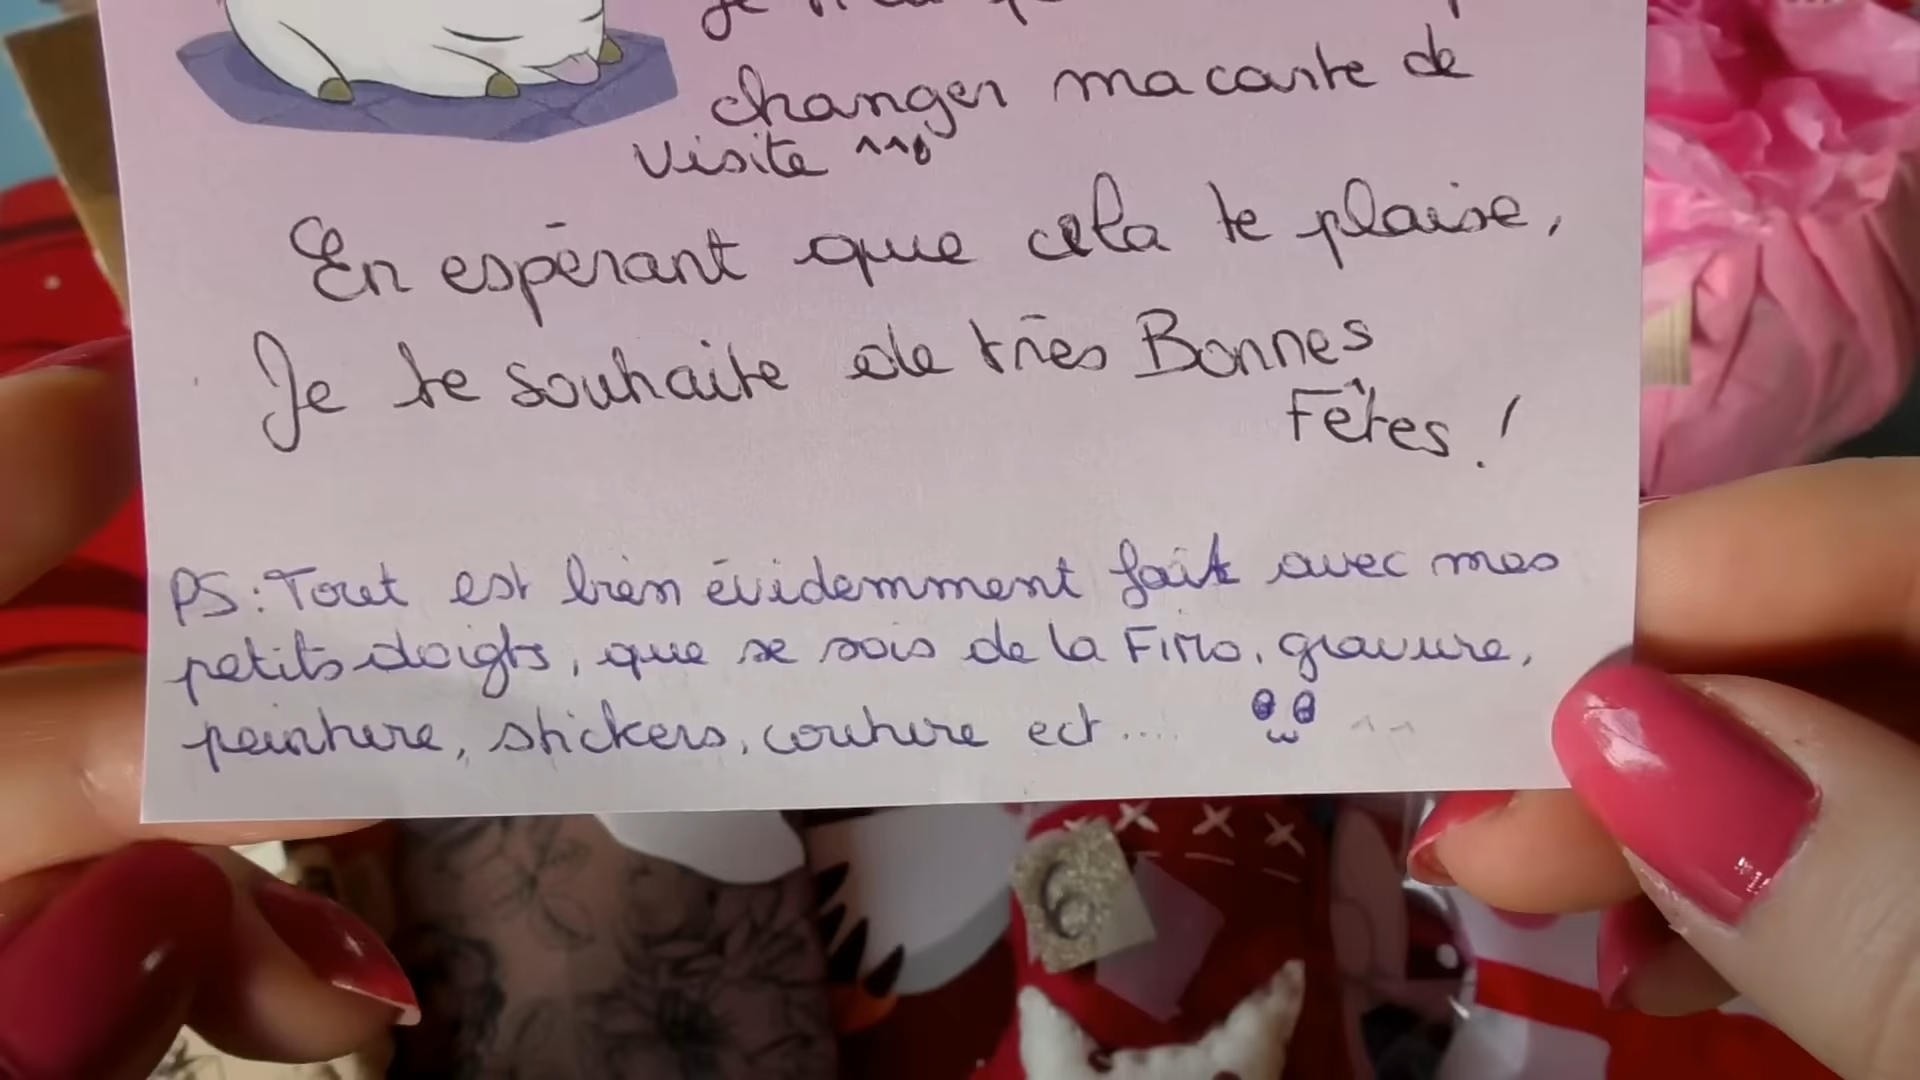 changer ma carte de
visite ^^
En espérant que cela te plaise,
Je te souhaite de très Bonnes
Fêtes !
PS: Tout est bien évidemment fait avec mes
petits doigts, que se sois de la Fimo, gravure,
peinture, stickers, couture ect....
6